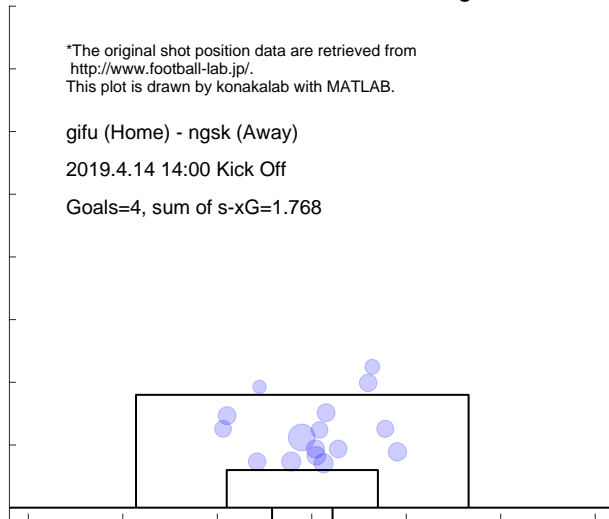 *The original shot position data are retrieved from
http://www.football-lab.jp/.
This plot is drawn by konakalab with MATLAB.
gifu (Home) - ngsk (Away)
2019.4.14 14:00 Kick Off
Goals=4, sum of s-xG=1.768